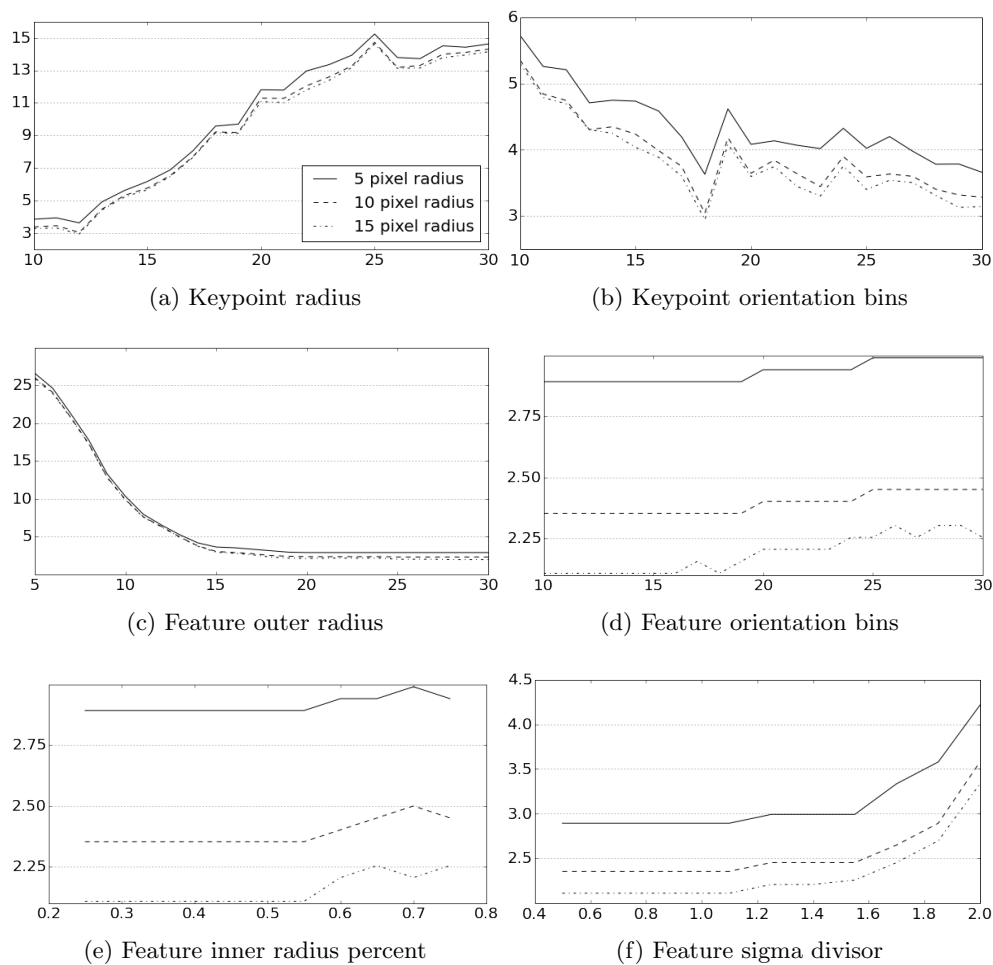 15
13
11
9
7
5
3
5 pixel radius
10 pixel radius
15 pixel radius
10 15 20 25 30
(a) Keypoint radius
6
5
4
3
10 15 20 25 30
(b) Keypoint orientation bins
25
20
15
10
5
5 10 15 20 25 30
(c) Feature outer radius
2.75
2.50
2.25
10 15 20 25 30
(d) Feature orientation bins
2.75
2.50
2.25
0.2 0.3 0.4 0.5 0.6 0.7 0.8
(e) Feature inner radius percent
4.5
4.0
3.5
3.0
2.5
0.4 0.6 0.8 1.0 1.2 1.4 1.6 1.8 2.0
(f) Feature sigma divisor